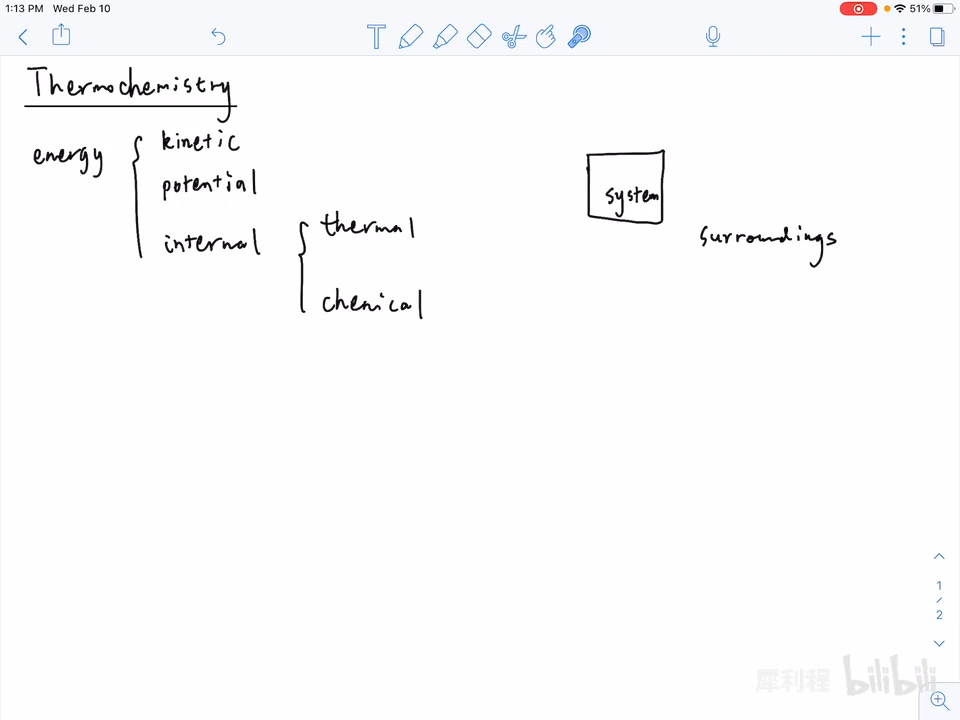 1:13 PM Wed Feb 10
51%
Thermochemistry
energy
kinetic
potential
internal
thermal
chemical
system
surroundings
1
/
2
犀利程 bilibili